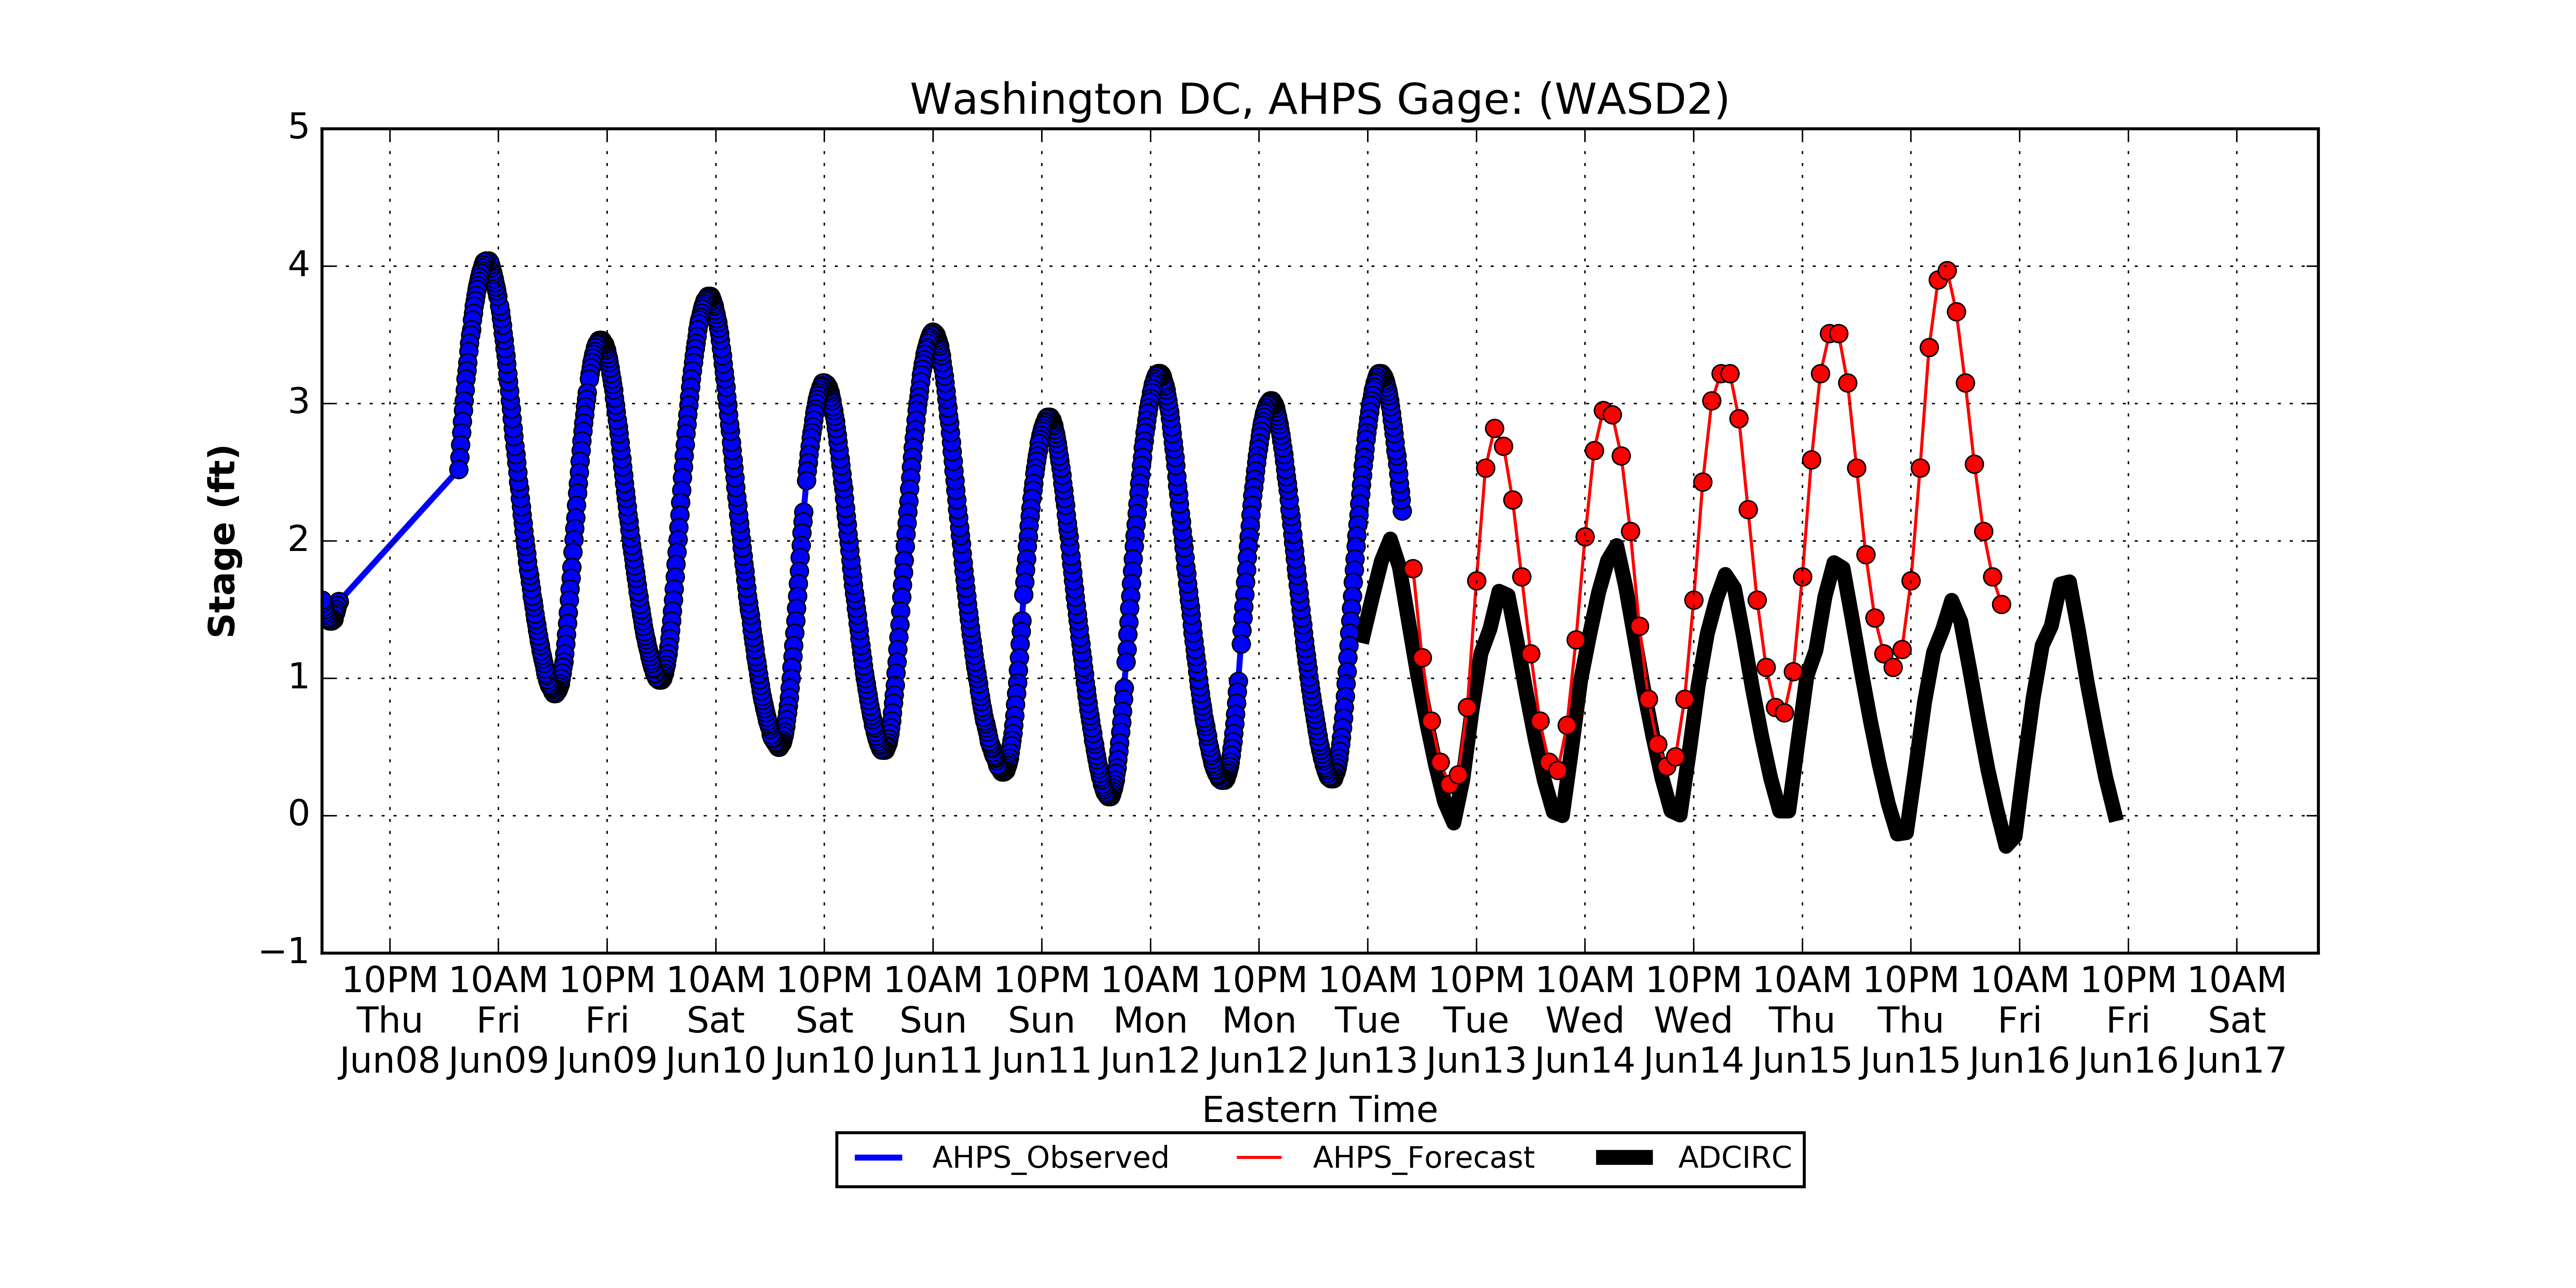 Washington DC, AHPS Gage: (WASD2)
5
4
3
2
1
0
−1
Stage (ft)
10PM 10AM 10PM 10AM 10PM 10AM 10PM 10AM 10PM 10AM 10PM 10AM 10PM 10AM 10PM 10AM 10PM 10AM
Thu Fri Fri Sat Sat Sun Sun Mon Mon Tue Tue Wed Wed Thu Thu Fri Fri Sat
Jun08 Jun09 Jun09 Jun10 Jun10 Jun11 Jun11 Jun12 Jun12 Jun13 Jun13 Jun14 Jun14 Jun15 Jun15 Jun16 Jun16 Jun17
Eastern Time
AHPS_Observed AHPS_Forecast ADCIRC